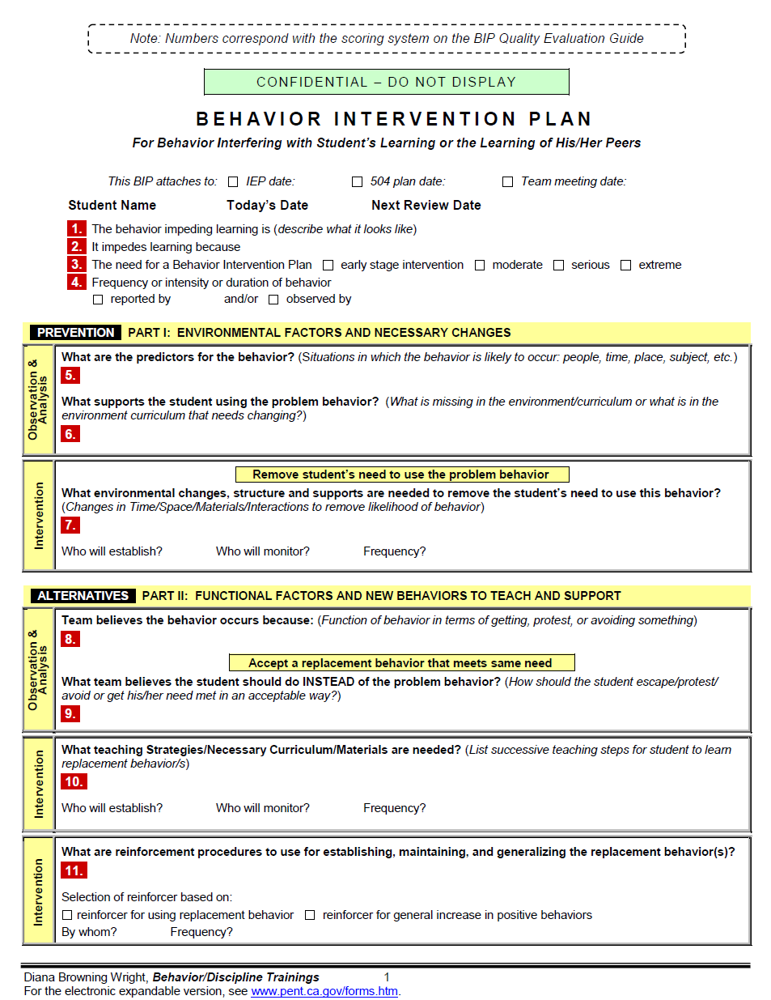 Note: Numbers correspond with the scoring system on the BIP Quality Evaluation Guide
CONFIDENTIAL – DO NOT DISPLAY
BEHAVIOR INTERVENTION PLAN
For Behavior Interfering with Student's Learning or the Learning of His/Her Peers
This BIP attaches to: ☐ IEP date: ☐ 504 plan date: ☐ Team meeting date:
Student Name Today's Date Next Review Date
1. The behavior impeding learning is (describe what it looks like)
2. It impedes learning because
3. The need for a Behavior Intervention Plan ☐ early stage intervention ☐ moderate ☐ serious ☐ extreme
4. Frequency or intensity or duration of behavior
☐ reported by and/or ☐ observed by
PREVENTION PART I: ENVIRONMENTAL FACTORS AND NECESSARY CHANGES
Observation &
Analysis
What are the predictors for the behavior? (Situations in which the behavior is likely to occur: people, time, place, subject, etc.)
5.
What supports the student using the problem behavior? (What is missing in the environment/curriculum or what is in the
environment curriculum that needs changing?)
6.
Intervention
Remove student's need to use the problem behavior
What environmental changes, structure and supports are needed to remove the student's need to use this behavior?
(Changes in Time/Space/Materials/Interactions to remove likelihood of behavior)
7.
Who will establish? Who will monitor? Frequency?
ALTERNATIVES PART II: FUNCTIONAL FACTORS AND NEW BEHAVIORS TO TEACH AND SUPPORT
Observation &
Analysis
Team believes the behavior occurs because: (Function of behavior in terms of getting, protest, or avoiding something)
8.
Accept a replacement behavior that meets same need
What team believes the student should do INSTEAD of the problem behavior? (How should the student escape/protest/
avoid or get his/her need met in an acceptable way?)
9.
Intervention
What teaching Strategies/Necessary Curriculum/Materials are needed? (List successive teaching steps for student to learn
replacement behavior/s)
10.
Who will establish? Who will monitor? Frequency?
Intervention
What are reinforcement procedures to use for establishing, maintaining, and generalizing the replacement behavior(s)?
11.
Selection of reinforcer based on:
☐ reinforcer for using replacement behavior ☐ reinforcer for general increase in positive behaviors
By whom? Frequency?
Diana Browning Wright, Behavior/Discipline Trainings 1
For the electronic expandable version, see www.pent.ca.gov/forms.htm.